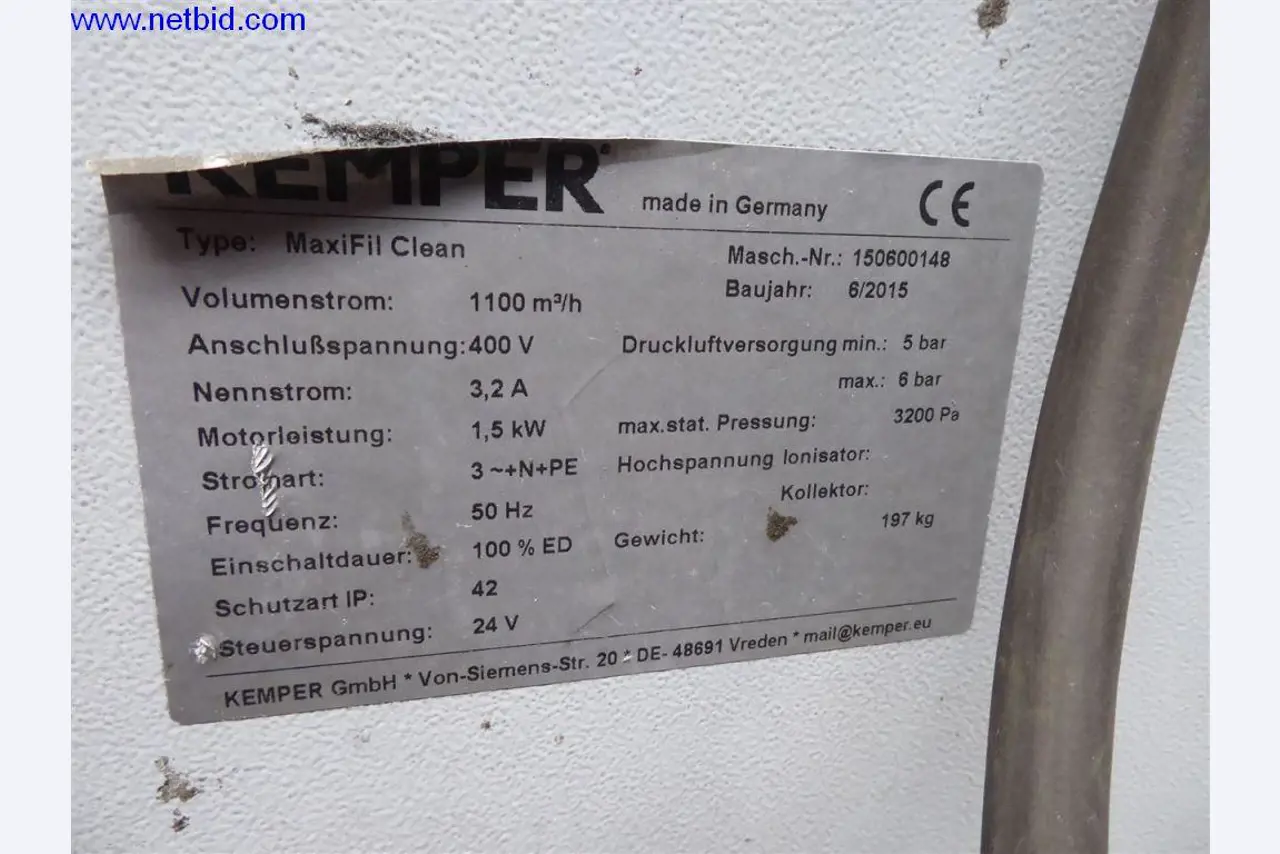 www.netbid.com
KEMPER made in Germany CE
Type: MaxiFil Clean
Masch.-Nr.: 150600148
Baujahr: 6/2015
Volumenstrom: 1100 m³/h
Anschlußspannung: 400 V Druckluftversorgung min.: 5 bar
Nennstrom: 3,2 A max.: 6 bar
Motorleistung: 1,5 kW max.stat. Pressung: 3200 Pa
Stromart: 3 ~+N+PE Hochspannung Ionisator:
Frequenz: 50 Hz Kollektor:
Einschaltdauer: 100 % ED Gewicht: 197 kg
Schutzart IP: 42
Steuerspannung: 24 V
KEMPER GmbH * Von-Siemens-Str. 20 * DE- 48691 Vreden * mail@kemper.eu